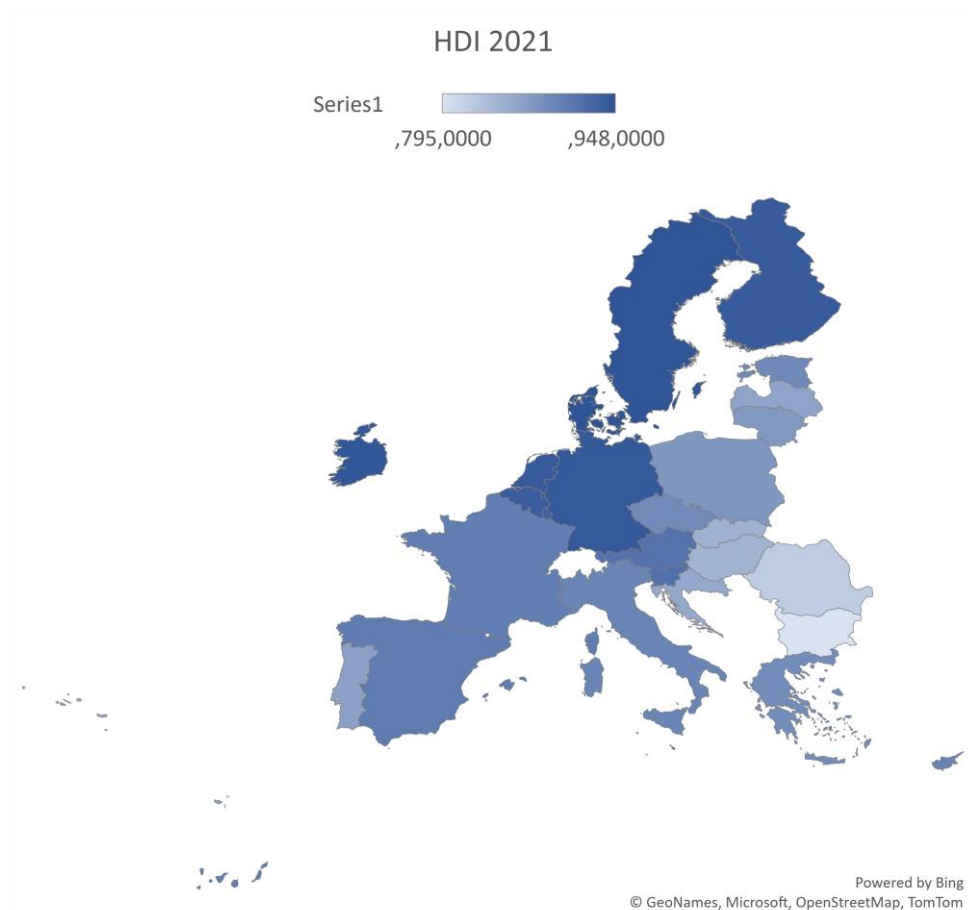 HDI 2021
Series1
,795,0000 ,948,0000
Powered by Bing
© GeoNames, Microsoft, OpenStreetMap, TomTom